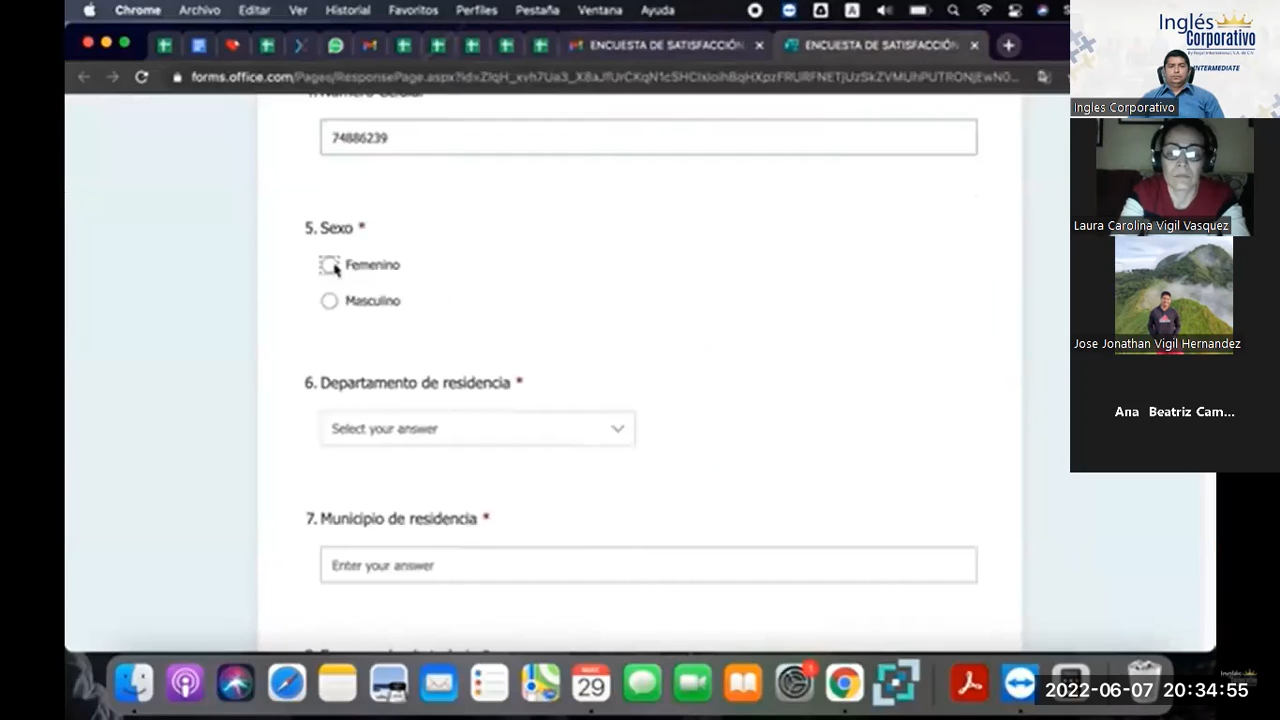 Chrome Archivo Editar Ver Historial Favoritos Perfiles Pestaña Ventana Ayuda
ENCUESTA DE SATISFACCIÓN
ENCUESTA DE SATISFACCIÓN
74886239
5. Sexo *
Femenino
Masculino
6. Departamento de residencia *
Select your answer
7. Municipio de residencia *
Enter your answer
Inglés
Corporativo
INTERMEDIATE
Ingles Corporativo
Laura Carolina Vigil Vasquez
Jose Jonathan Vigil Hernandez
Ana Beatriz Cam...
29
2022-06-07 20:34:55